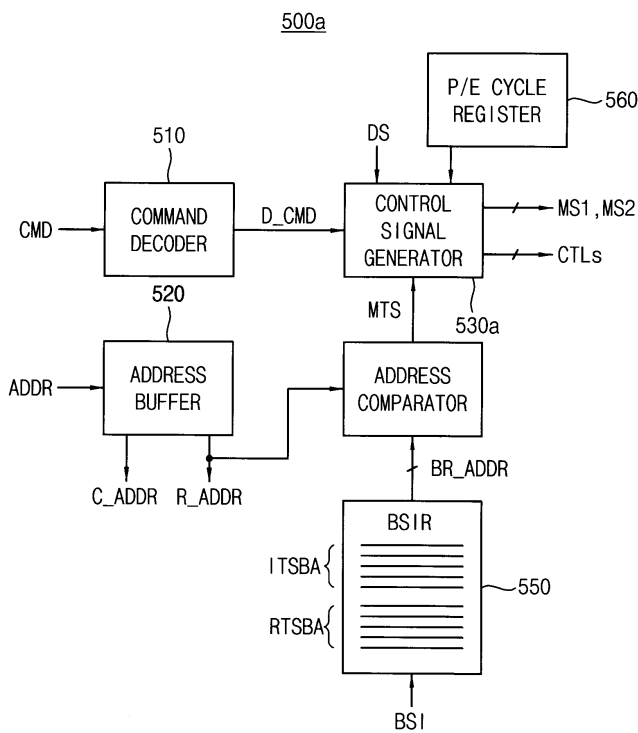 500a
P/E CYCLE
REGISTER
560
510
DS
COMMAND
DECODER
CMD
D_CMD
CONTROL
SIGNAL
GENERATOR
MS1,MS2
CTLs
530a
520
MTS
ADDR
ADDRESS
BUFFER
ADDRESS
COMPARATOR
C_ADDR
R_ADDR
BR_ADDR
BSIR
ITSBA
RTSBA
550
BSI